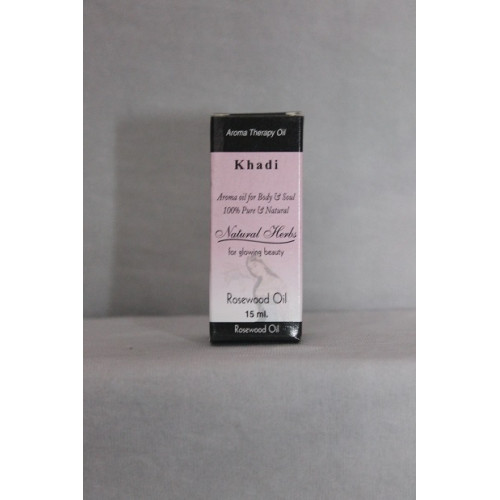 Aroma Therapy Oil
Khadi
Aroma oil for Body & Soul
100% Pure & Natural
Natural Herbs
for glowing beauty
Rosewood Oil
15 ml.
Rosewood Oil